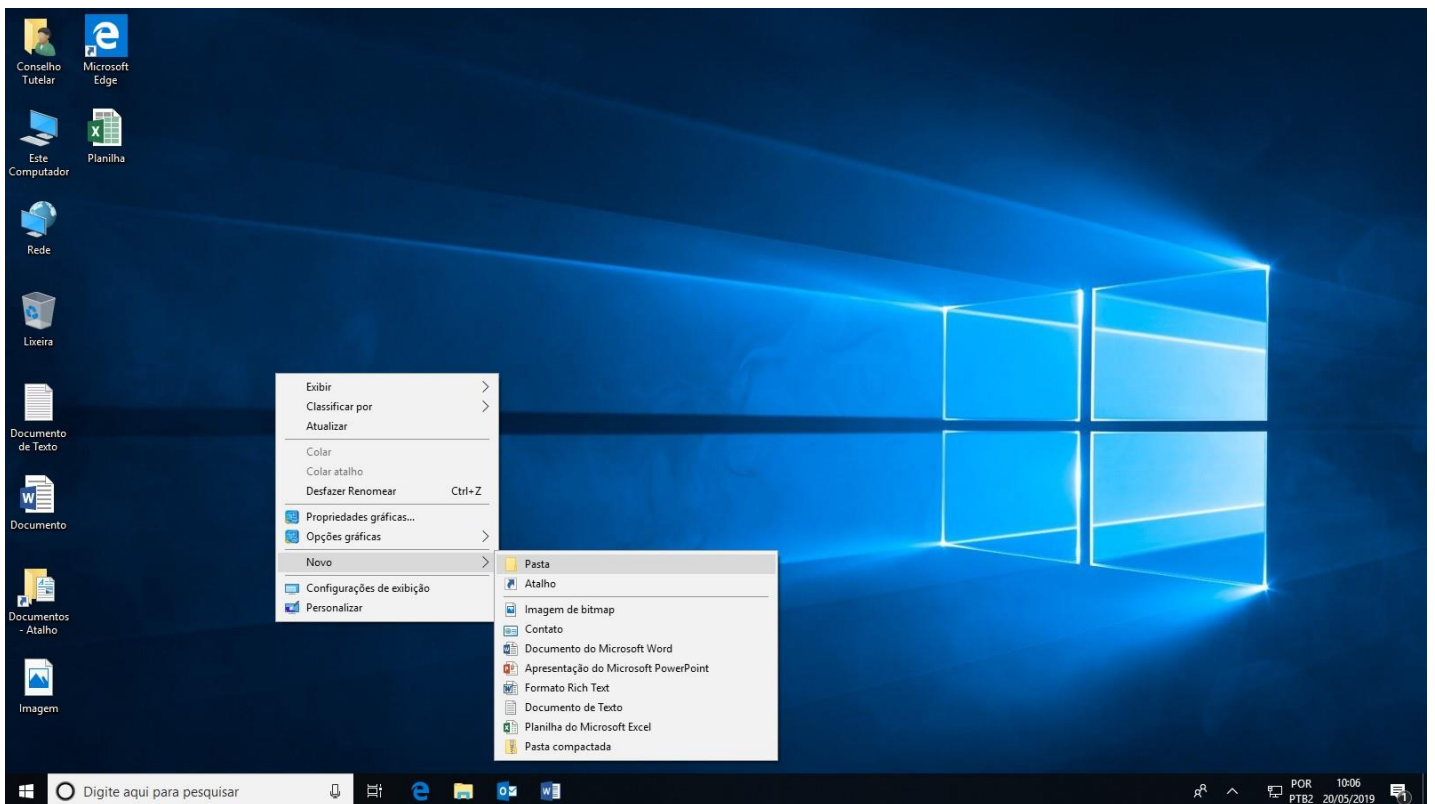 Conselho
Tutelar
Microsoft
Edge
Este
Computador
Planilha
Rede
Lixeira
Documento
de Texto
Documento
Documentos
- Atalho
Imagem
Exibir
Classificar por
Atualizar
Colar
Colar atalho
Desfazer Renomear Ctrl+Z
Propriedades gráficas...
Opções gráficas
Novo
Configurações de exibição
Personalizar
Pasta
Atalho
Imagem de bitmap
Contato
Documento do Microsoft Word
Apresentação do Microsoft PowerPoint
Formato Rich Text
Documento de Texto
Planilha do Microsoft Excel
Pasta compactada
Digite aqui para pesquisar
POR 10:06
PTB2 20/05/2019
1